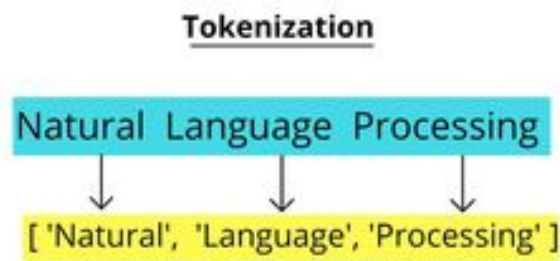 Tokenization
Natural Language Processing
[ 'Natural', 'Language', 'Processing' ]